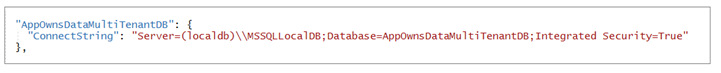 "AppOwnsDataMultiTenantDB": {
"ConnectString": "Server=(localdb)\\MSSQLLocalDB;Database=AppOwnsDataMultiTenantDB;Integrated Security=True"
},